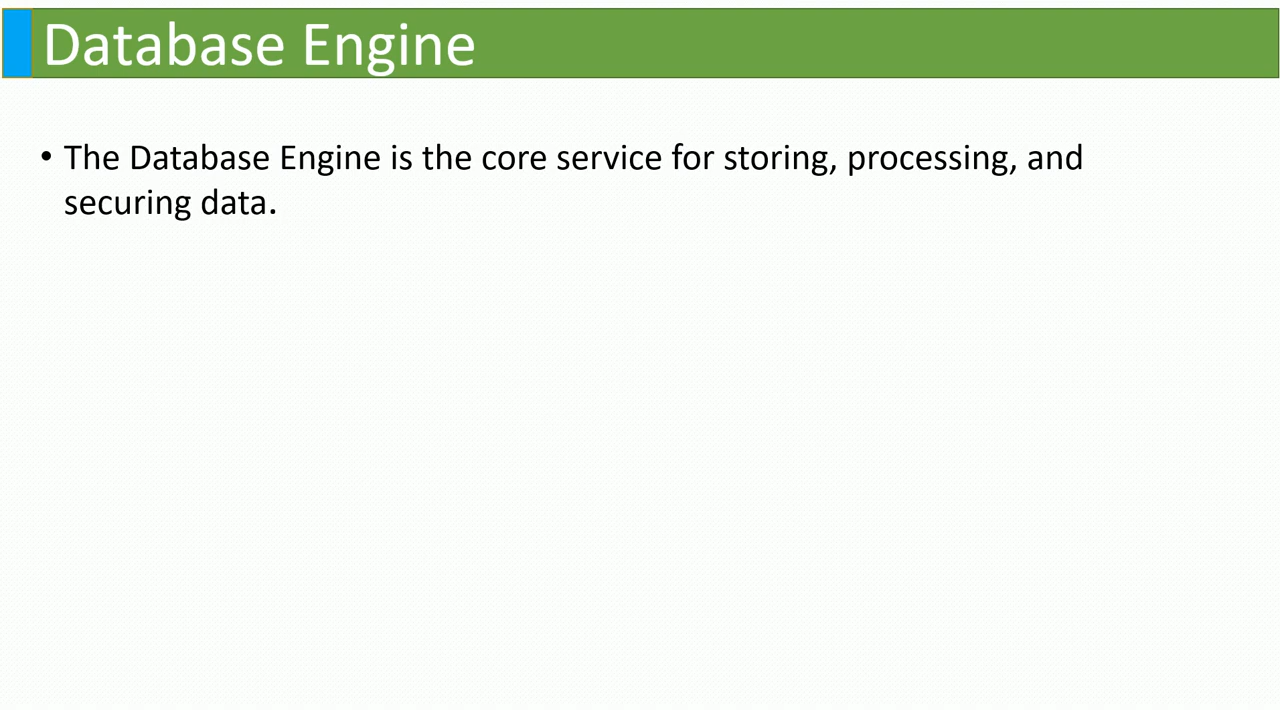 Database Engine
• The Database Engine is the core service for storing, processing, and
securing data.